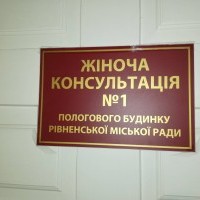 ЖІНОЧА
КОНСУЛЬТАЦІЯ
№1
ПОЛОГОВОГО БУДИНКУ
РІВНЕНСЬКОЇ МІСЬКОЇ РАДИ